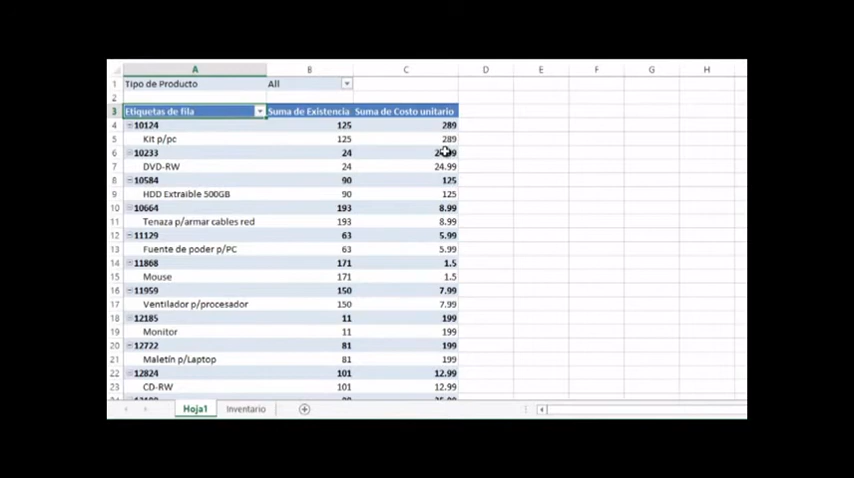 A B C D E F G H
1 Tipo de Producto All
2
3 Etiquetas de fila Suma de Existencia Suma de Costo unitario
4 10124 125 289
5 Kit p/pc 125 289
6 10233 24
7 DVD-RW 24 24.99
8 10584 90 125
9 HDD Extraible 500GB 90 125
10 10664 193 8.99
11 Tenaza p/armar cables red 193 8.99
12 11129 63 5.99
13 Fuente de poder p/PC 63 5.99
14 11868 171 1.5
15 Mouse 171 1.5
16 11959 150 7.99
17 Ventilador p/procesador 150 7.99
18 12185 11 199
19 Monitor 11 199
20 12722 81 199
21 Maletín p/Laptop 81 199
22 12824 101 12.99
23 CD-RW 101 12.99
Hoja1 Inventario